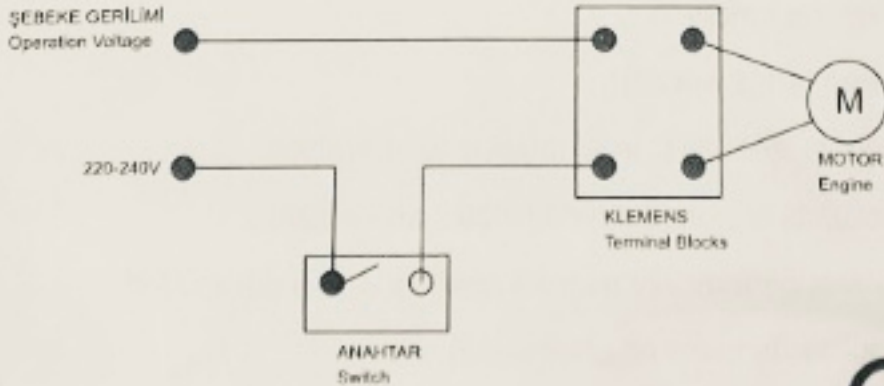 ŞEBEKE GERİLİMİ
Operation Voltage
220-240V
M
MOTOR
Engine
KLEMENS
Terminal Blocks
ANAHTAR
Switch